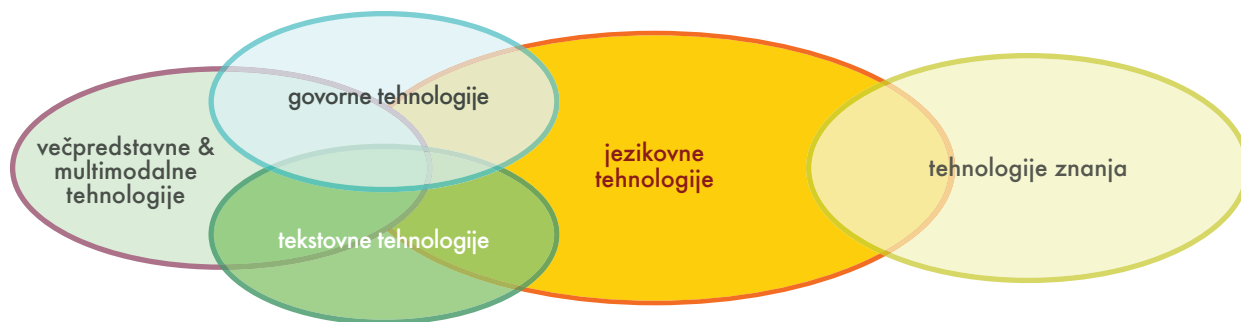 govorne tehnologije
večpredstavne &
multimodalne
tehnologije
tekstovne tehnologije
jezikovne
tehnologije
tehnologije znanja